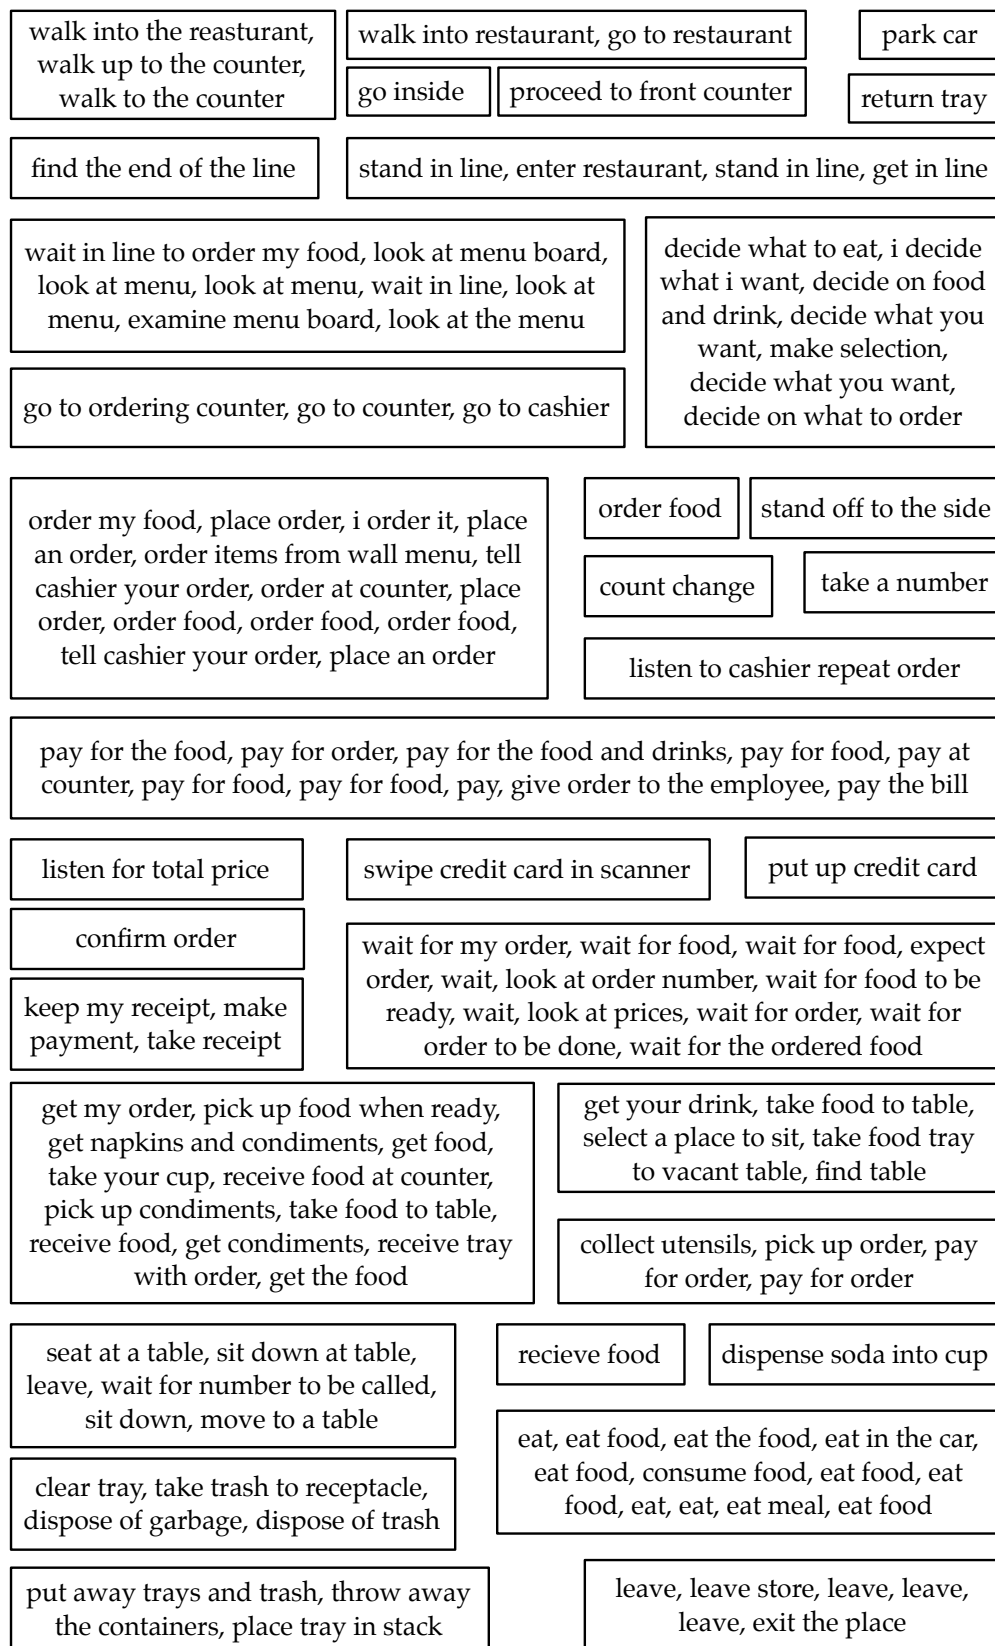 walk into the reasturant,
walk up to the counter,
walk to the counter
walk into restaurant, go to restaurant
park car
go inside
proceed to front counter
return tray
find the end of the line
stand in line, enter restaurant, stand in line, get in line
wait in line to order my food, look at menu board,
look at menu, look at menu, wait in line, look at
menu, examine menu board, look at the menu
decide what to eat, i decide
what i want, decide on food
and drink, decide what you
want, make selection,
decide what you want,
decide on what to order
go to ordering counter, go to counter, go to cashier
order my food, place order, i order it, place
an order, order items from wall menu, tell
cashier your order, order at counter, place
order, order food, order food, order food,
tell cashier your order, place an order
order food
stand off to the side
count change
take a number
listen to cashier repeat order
pay for the food, pay for order, pay for the food and drinks, pay for food, pay at
counter, pay for food, pay for food, pay, give order to the employee, pay the bill
listen for total price
swipe credit card in scanner
put up credit card
confirm order
wait for my order, wait for food, wait for food, expect
order, wait, look at order number, wait for food to be
ready, wait, look at prices, wait for order, wait for
order to be done, wait for the ordered food
keep my receipt, make
payment, take receipt
get my order, pick up food when ready,
get napkins and condiments, get food,
take your cup, receive food at counter,
pick up condiments, take food to table,
receive food, get condiments, receive tray
with order, get the food
get your drink, take food to table,
select a place to sit, take food tray
to vacant table, find table
collect utensils, pick up order, pay
for order, pay for order
seat at a table, sit down at table,
leave, wait for number to be called,
sit down, move to a table
recieve food
dispense soda into cup
eat, eat food, eat the food, eat in the car,
eat food, consume food, eat food, eat
food, eat, eat, eat meal, eat food
clear tray, take trash to receptacle,
dispose of garbage, dispose of trash
put away trays and trash, throw away
the containers, place tray in stack
leave, leave store, leave, leave,
leave, exit the place